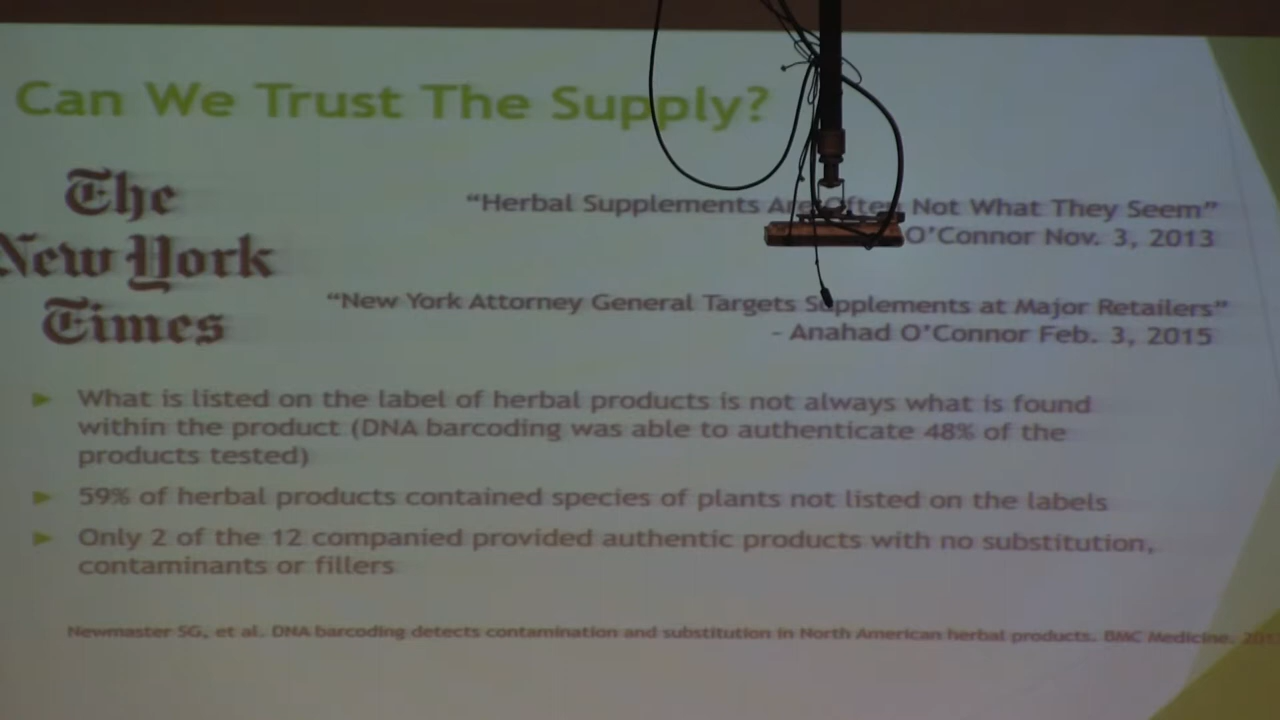 Can We Trust The Supply?
The
New York
Times
“Herbal Supplements Are Often Not What They Seem”
O’Connor Nov. 3, 2013
“New York Attorney General Targets Supplements at Major Retailers”
- Anahad O’Connor Feb. 3, 2015
What is listed on the label of herbal products is not always what is found
within the product (DNA barcoding was able to authenticate 48% of the
products tested)
59% of herbal products contained species of plants not listed on the labels
Only 2 of the 12 companied provided authentic products with no substitution,
contaminants or fillers
Newmaster SG, et al. DNA barcoding detects contamination and substitution in North American herbal products. BMC Medicine.